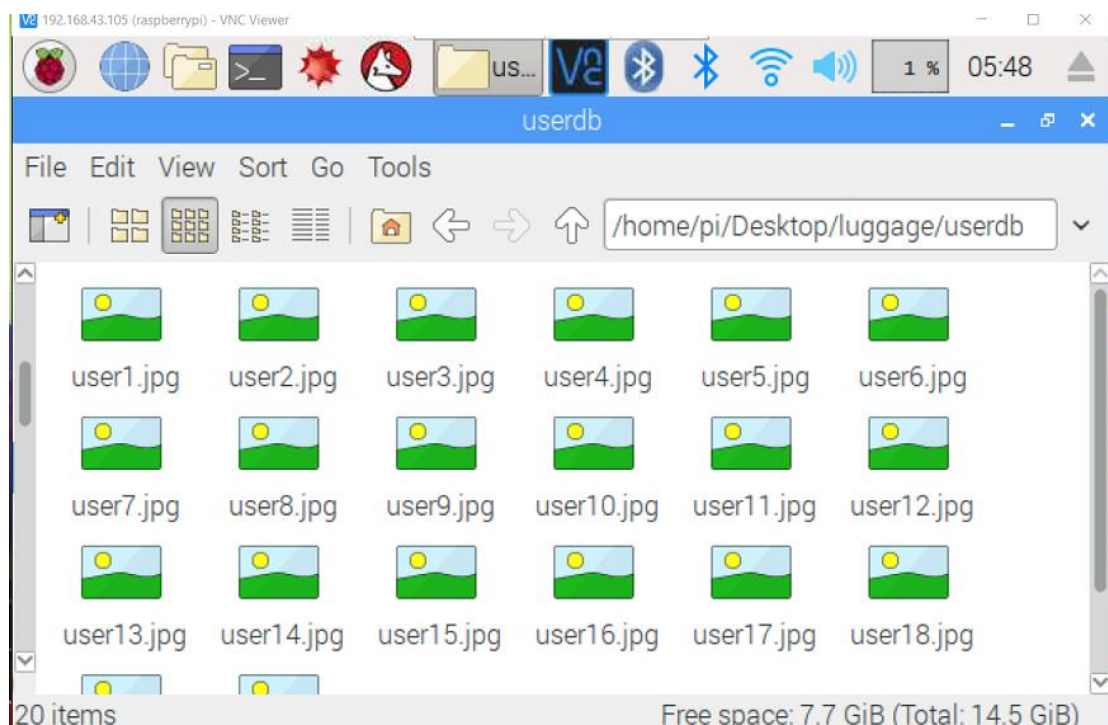 192.168.43.105 (raspberrypi) - VNC Viewer
us... 1 % 05:48
userdb
File Edit View Sort Go Tools
/home/pi/Desktop/luggage/userdb
user1.jpg user2.jpg user3.jpg user4.jpg user5.jpg user6.jpg
user7.jpg user8.jpg user9.jpg user10.jpg user11.jpg user12.jpg
user13.jpg user14.jpg user15.jpg user16.jpg user17.jpg user18.jpg
20 items Free space: 7.7 GiB (Total: 14.5 GiB)